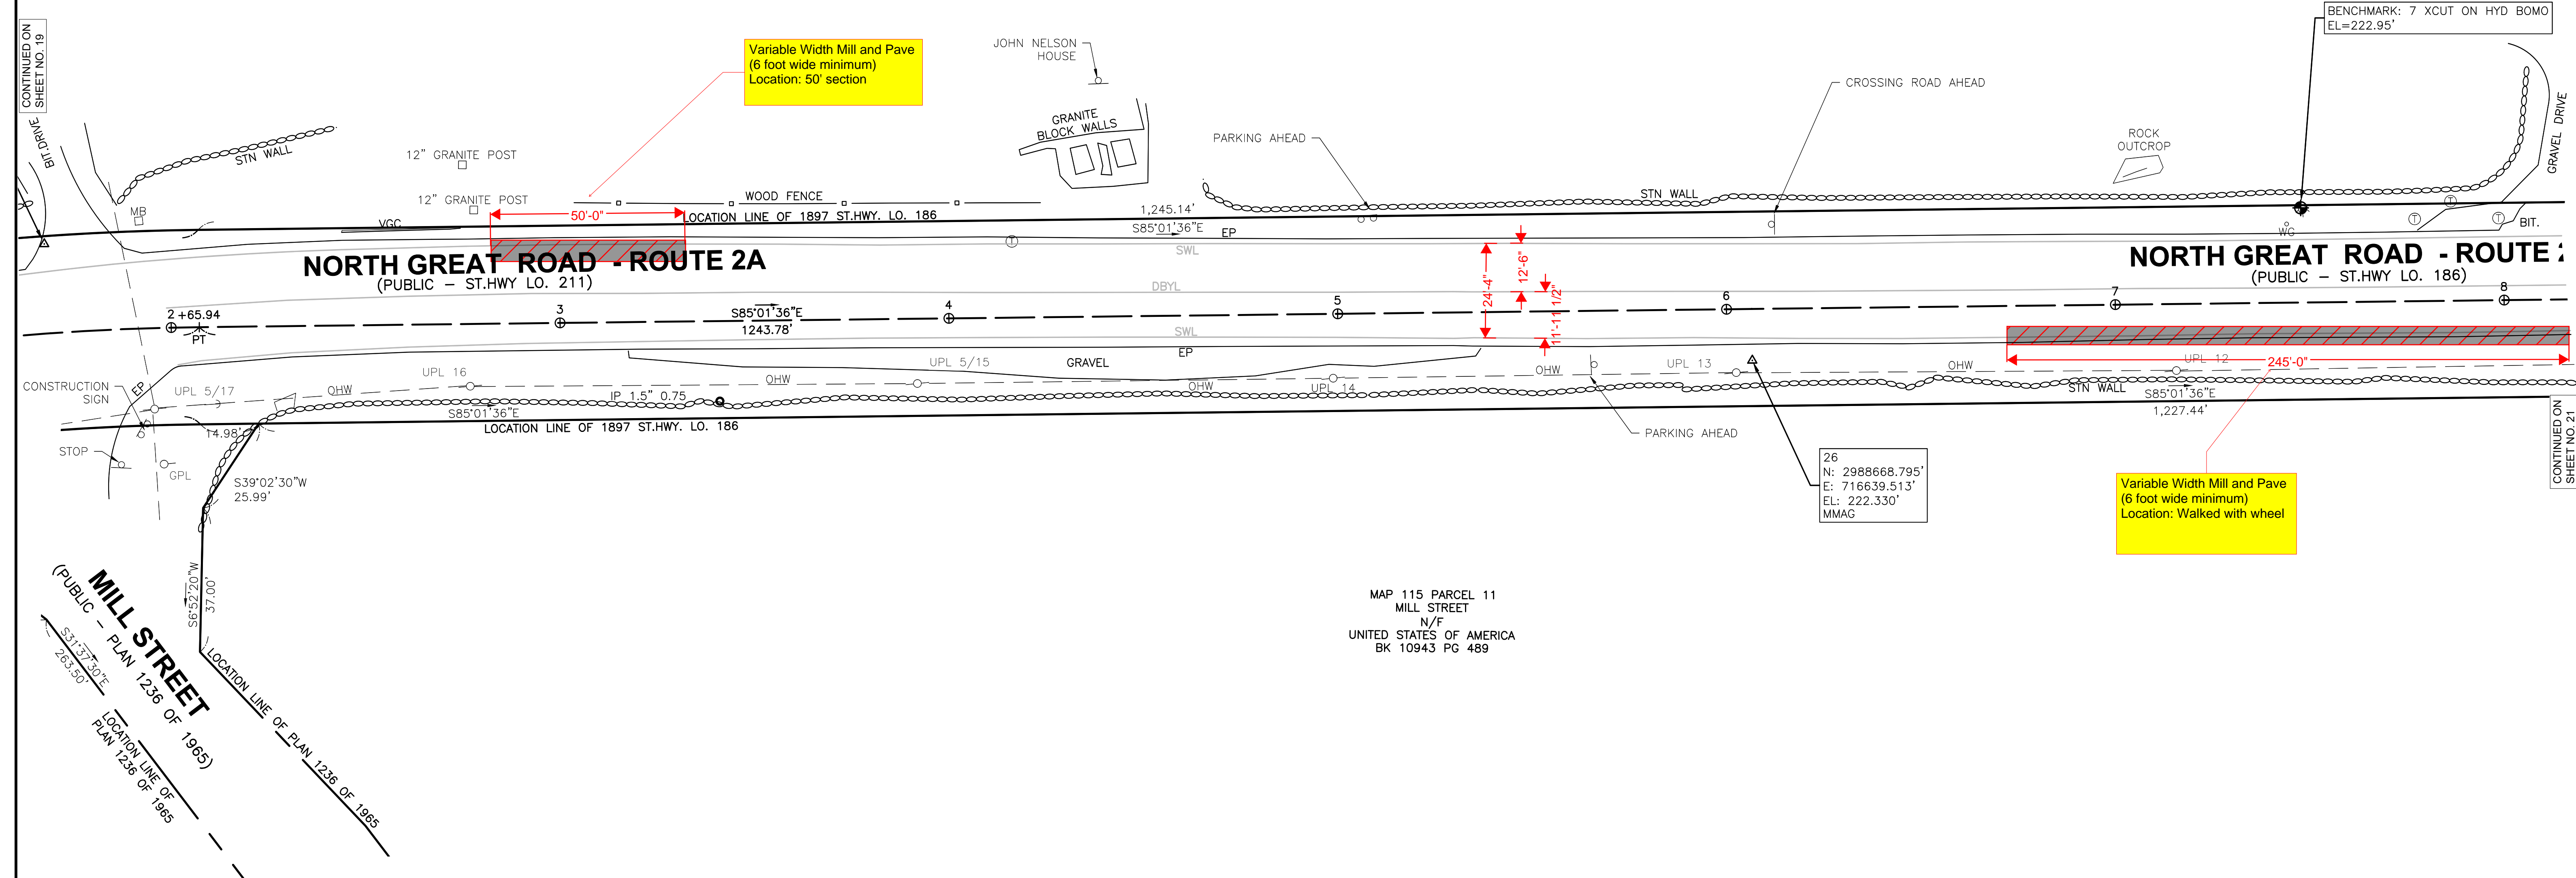 CONTINUED ON
SHEET NO. 19
BENCHMARK: 7 XCUT ON HYD BOMO
EL=222.95'
Variable Width Mill and Pave
(6 foot wide minimum)
Location: 50' section
JOHN NELSON
HOUSE
CROSSING ROAD AHEAD
GRANITE
BLOCK WALLS
PARKING AHEAD
ROCK
OUTCROP
GRAVEL DRIVE
BIT.DRIVE
STN WALL
12" GRANITE POST
12" GRANITE POST
WOOD FENCE
STN WALL
MB
VGC
50'-0"
LOCATION LINE OF 1897 ST.HWY. LO. 186
1,245.14'
S85°01'36"E
EP
T
T
T
T
WG
BIT.
SWL
NORTH GREAT ROAD - ROUTE 2A
(PUBLIC - ST.HWY LO. 211)
NORTH GREAT ROAD - ROUTE 2
(PUBLIC - ST.HWY LO. 186)
DBYL
24'-4"
12'-6"
11'-11 1/2"
2
+65.94
PT
3
4
5
6
7
8
S85°01'36"E
1243.78'
SWL
EP
GRAVEL
UPL 5/15
UPL 16
UPL 14
UPL 13
UPL 12
245'-0"
OHW
OHW
OHW
OHW
OHW
CONSTRUCTION
SIGN
EP
UPL 5/17
IP 1.5" 0.75
S85°01'36"E
STN WALL
S85°01'36"E
1,227.44'
14.98'
LOCATION LINE OF 1897 ST.HWY. LO. 186
STOP
GPL
PARKING AHEAD
CONTINUED ON
SHEET NO. 21
S39°02'30"W
25.99'
26
N: 2988668.795'
E: 716639.513'
EL: 222.330'
MMAG
Variable Width Mill and Pave
(6 foot wide minimum)
Location: Walked with wheel
S6°52'20"W
37.00'
MILL STREET
(PUBLIC - PLAN 1236 OF 1965)
S31°37'30"E
263.50'
LOCATION LINE OF PLAN 1236 OF 1965
LOCATION LINE OF
PLAN 1236 OF 1965
MAP 115 PARCEL 11
MILL STREET
N/F
UNITED STATES OF AMERICA
BK 10943 PG 489